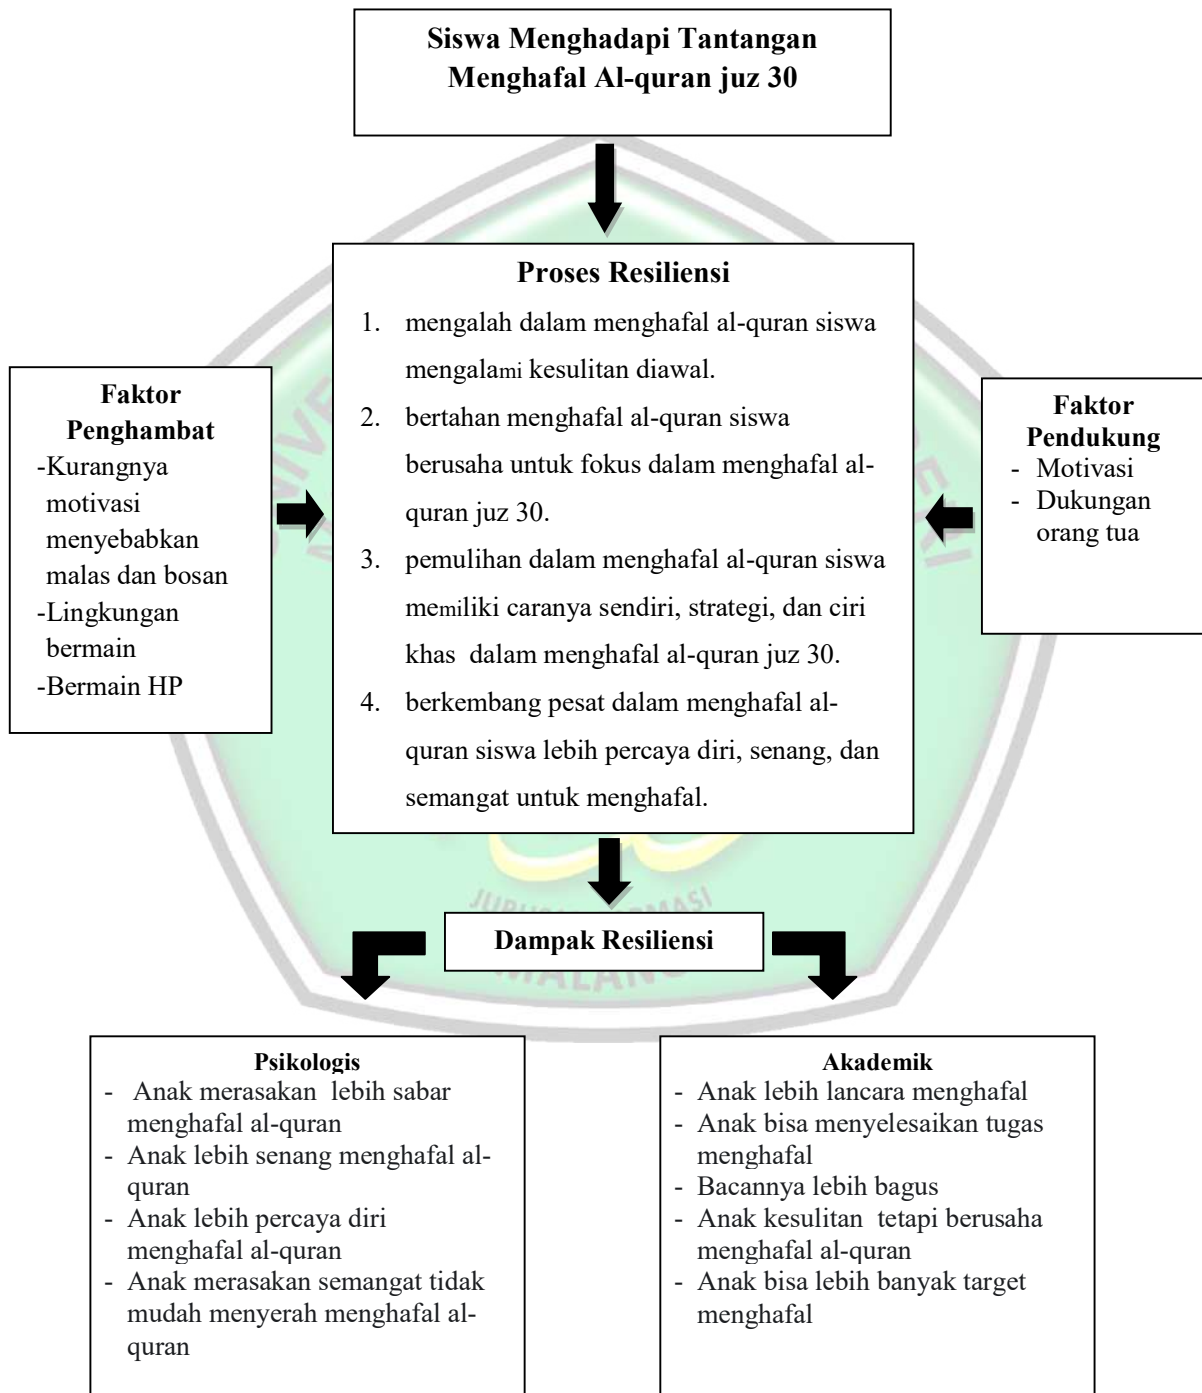 Siswa Menghadapi Tantangan
Menghafal Al-quran juz 30
Proses Resiliensi
1. mengalah dalam menghafal al-quran siswa
mengalami kesulitan diawal.
2. bertahan menghafal al-quran siswa
berusaha untuk fokus dalam menghafal al-
quran juz 30.
3. pemulihan dalam menghafal al-quran siswa
memiliki caranya sendiri, strategi, dan ciri
khas dalam menghafal al-quran juz 30.
4. berkembang pesat dalam menghafal al-
quran siswa lebih percaya diri, senang, dan
semangat untuk menghafal.
Faktor
Penghambat
-Kurangnya
motivasi
menyebabkan
malas dan bosan
-Lingkungan
bermain
-Bermain HP
Faktor
Pendukung
- Motivasi
- Dukungan
orang tua
Dampak Resiliensi
MALANG
Psikologis
- Anak merasakan lebih sabar
menghafal al-quran
- Anak lebih senang menghafal al-
quran
- Anak lebih percaya diri
menghafal al-quran
- Anak merasakan semangat tidak
mudah menyerah menghafal al-
quran
Akademik
- Anak lebih lancara menghafal
- Anak bisa menyelesaikan tugas
menghafal
- Bacannya lebih bagus
- Anak kesulitan tetapi berusaha
menghafal al-quran
- Anak bisa lebih banyak target
menghafal